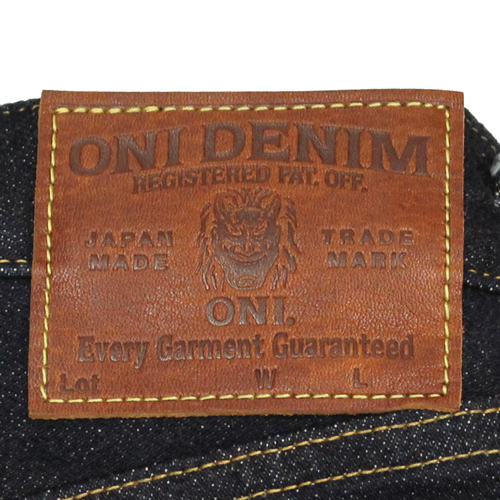 ONI DENIM
REGISTERED PAT. OFF.
JAPAN MADE
TRADE MARK
ONI.
Every Garment Guaranteed
Lot W L